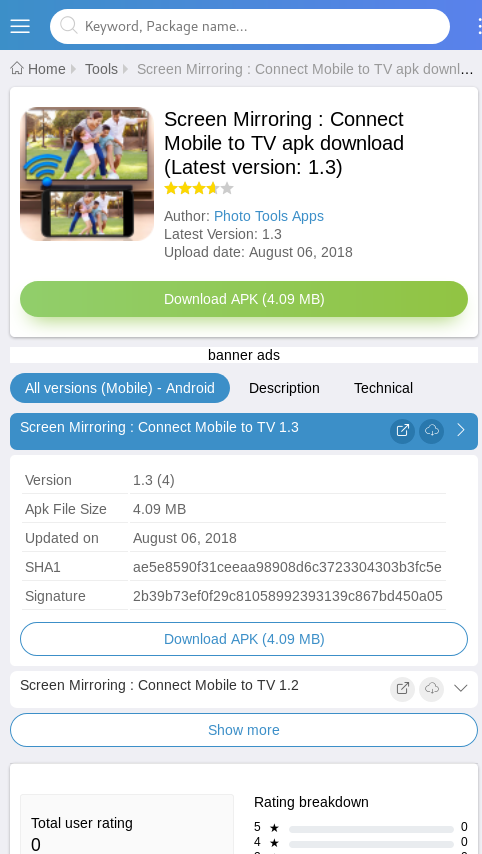 Keyword, Package name...
Home Tools Screen Mirroring : Connect Mobile to TV apk downl...
Screen Mirroring : Connect
Mobile to TV apk download
(Latest version: 1.3)
Author: Photo Tools Apps
Latest Version: 1.3
Upload date: August 06, 2018
Download APK (4.09 MB)
banner ads
All versions (Mobile) - Android Description Technical
Screen Mirroring : Connect Mobile to TV 1.3
Version 1.3 (4)
Apk File Size 4.09 MB
Updated on August 06, 2018
SHA1 ae5e8590f31ceeaa98908d6c3723304303b3fc5e
Signature 2b39b73ef0f29c81058992393139c867bd450a05
Download APK (4.09 MB)
Screen Mirroring : Connect Mobile to TV 1.2
Show more
Rating breakdown
Total user rating
0
5 ★ 0
4 ★ 0